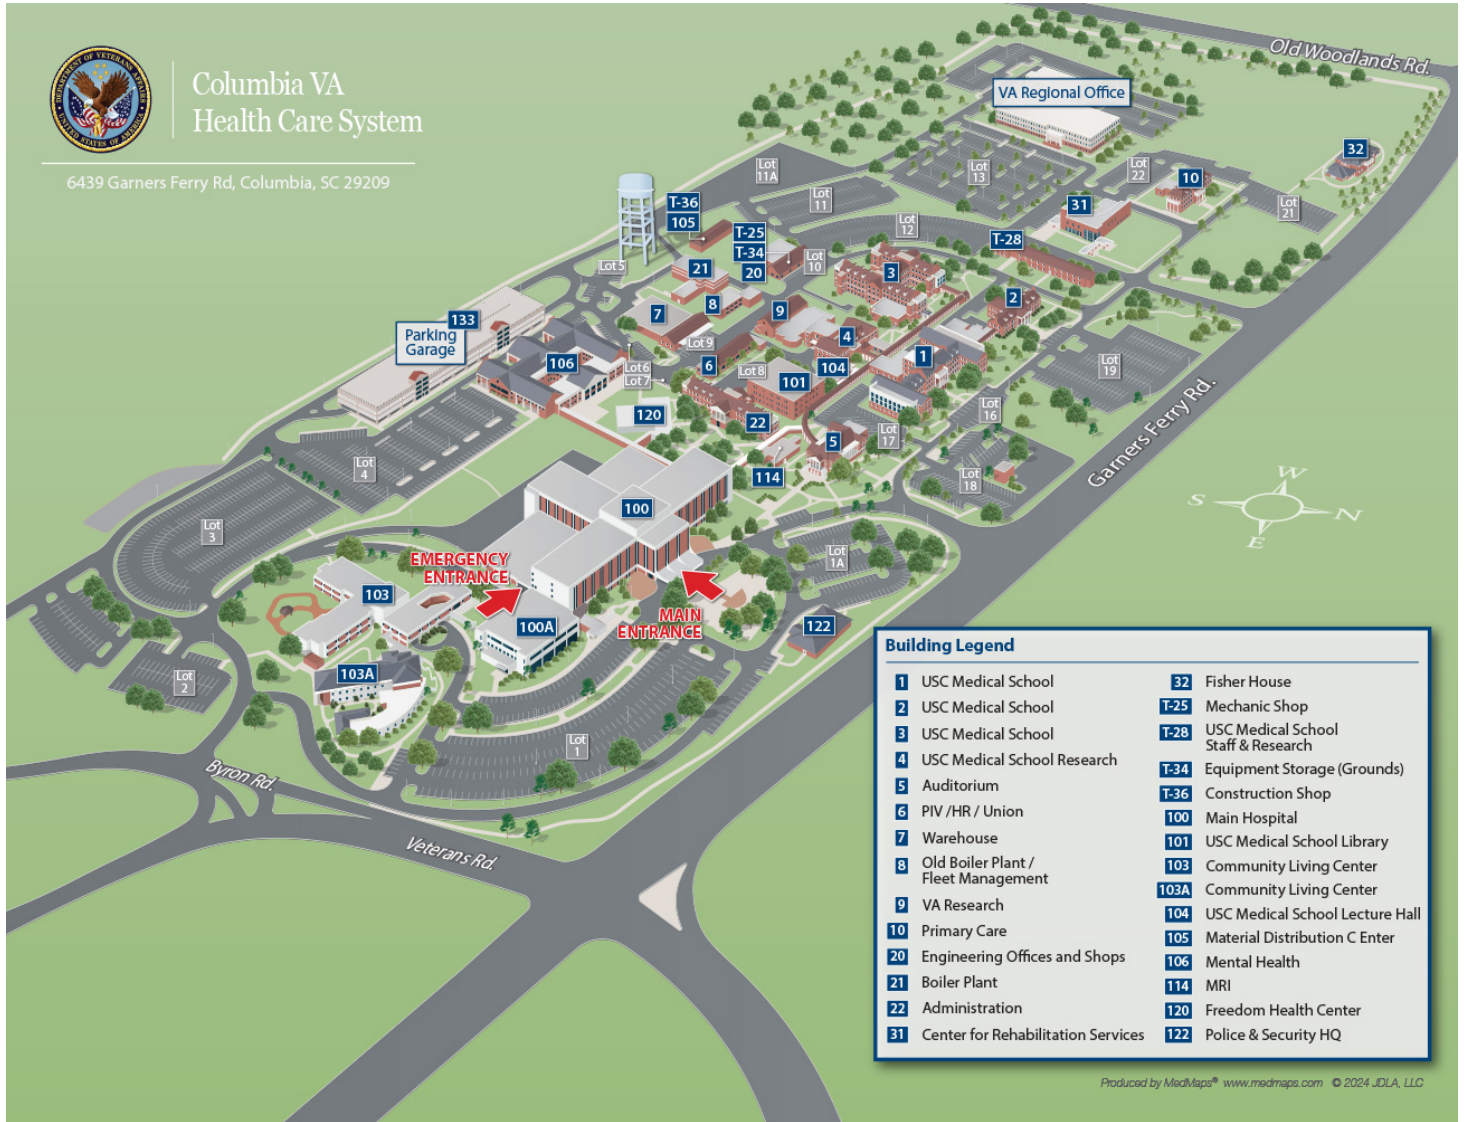 Columbia VA
Health Care System
6439 Garners Ferry Rd, Columbia, SC 29209
DEPARTMENT OF VETERANS AFFAIRS
UNITED STATES OF AMERICA
Old Woodlands Rd.
VA Regional Office
32
Lot
11A
Lot
13
Lot
22
10
T-36
105
Lot
11
31
Lot
21
T-25
T-34
20
Lot
12
T-28
Lot 5
21
Lot
10
3
2
8
9
133
Parking
Garage
7
4
Lot 9
1
106
Lot6
Lot7
6
Lot 8
104
101
Lot
19
120
22
Lot
16
Lot
17
5
Garners Ferry Rd.
Lot
4
114
Lot
18
W
S
N
E
100
Lot
3
EMERGENCY
ENTRANCE
Lot
1A
103
MAIN
ENTRANCE
100A
122
103A
Lot
2
Lot
1
Byron Rd.
Veterans Rd.
Building Legend
1 USC Medical School
2 USC Medical School
3 USC Medical School
4 USC Medical School Research
5 Auditorium
6 PIV /HR / Union
7 Warehouse
8 Old Boiler Plant /
Fleet Management
9 VA Research
10 Primary Care
20 Engineering Offices and Shops
21 Boiler Plant
22 Administration
31 Center for Rehabilitation Services
32 Fisher House
T-25 Mechanic Shop
T-28 USC Medical School
Staff & Research
T-34 Equipment Storage (Grounds)
T-36 Construction Shop
100 Main Hospital
101 USC Medical School Library
103 Community Living Center
103A Community Living Center
104 USC Medical School Lecture Hall
105 Material Distribution C Enter
106 Mental Health
114 MRI
120 Freedom Health Center
122 Police & Security HQ
Produced by MedMaps® www.medmaps.com © 2024 JDLA, LLC